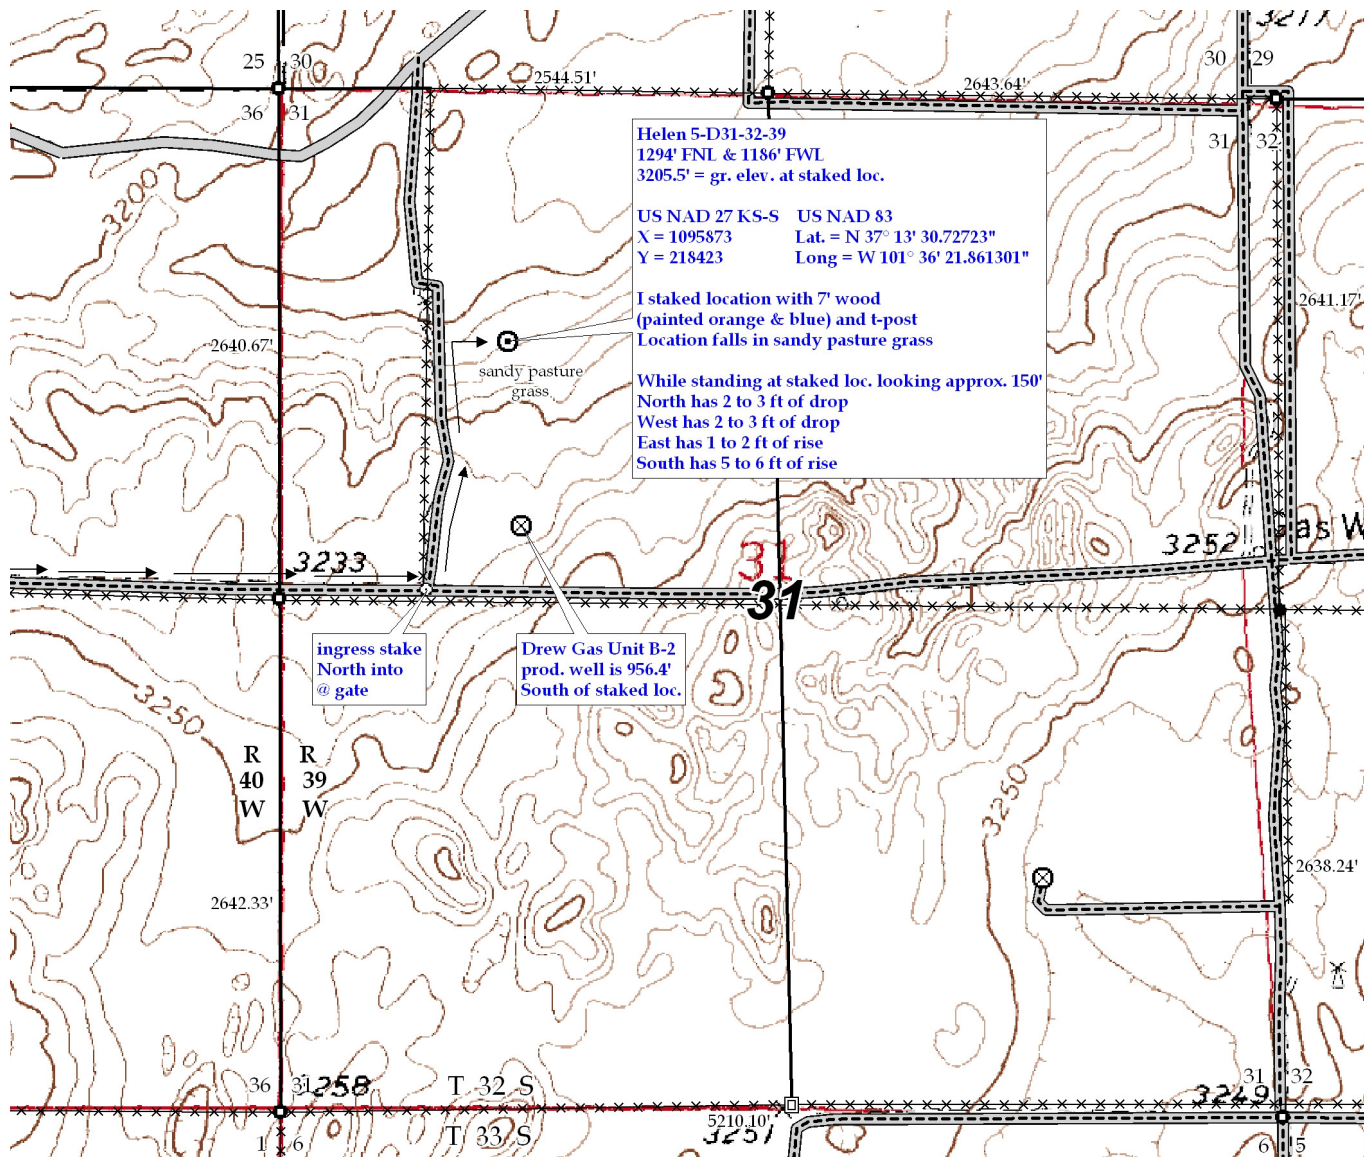 3217
25 30
30 29
2544.51'
2643.64'
36 31
31 32
Helen 5-D31-32-39
1294' FNL & 1186' FWL
3205.5' = gr. elev. at staked loc.
US NAD 27 KS-S US NAD 83
X = 1095873 Lat. = N 37° 13' 30.72723"
Y = 218423 Long = W 101° 36' 21.861301"
I staked location with 7' wood
(painted orange & blue) and t-post
Location falls in sandy pasture grass
While standing at staked loc. looking approx. 150'
North has 2 to 3 ft of drop
West has 2 to 3 ft of drop
East has 1 to 2 ft of rise
South has 5 to 6 ft of rise
3200
2641.17'
2640.67'
sandy pasture
grass
as W
3233
3252
31
31
ingress stake
North into
@ gate
Drew Gas Unit B-2
prod. well is 956.4'
South of staked loc.
3250
R R
40 39
W W
3250
2638.24'
2642.33'
36 31
3258
T 32 S
31 32
3249
5210.10'
3251
1 6
T 33 S
6 5